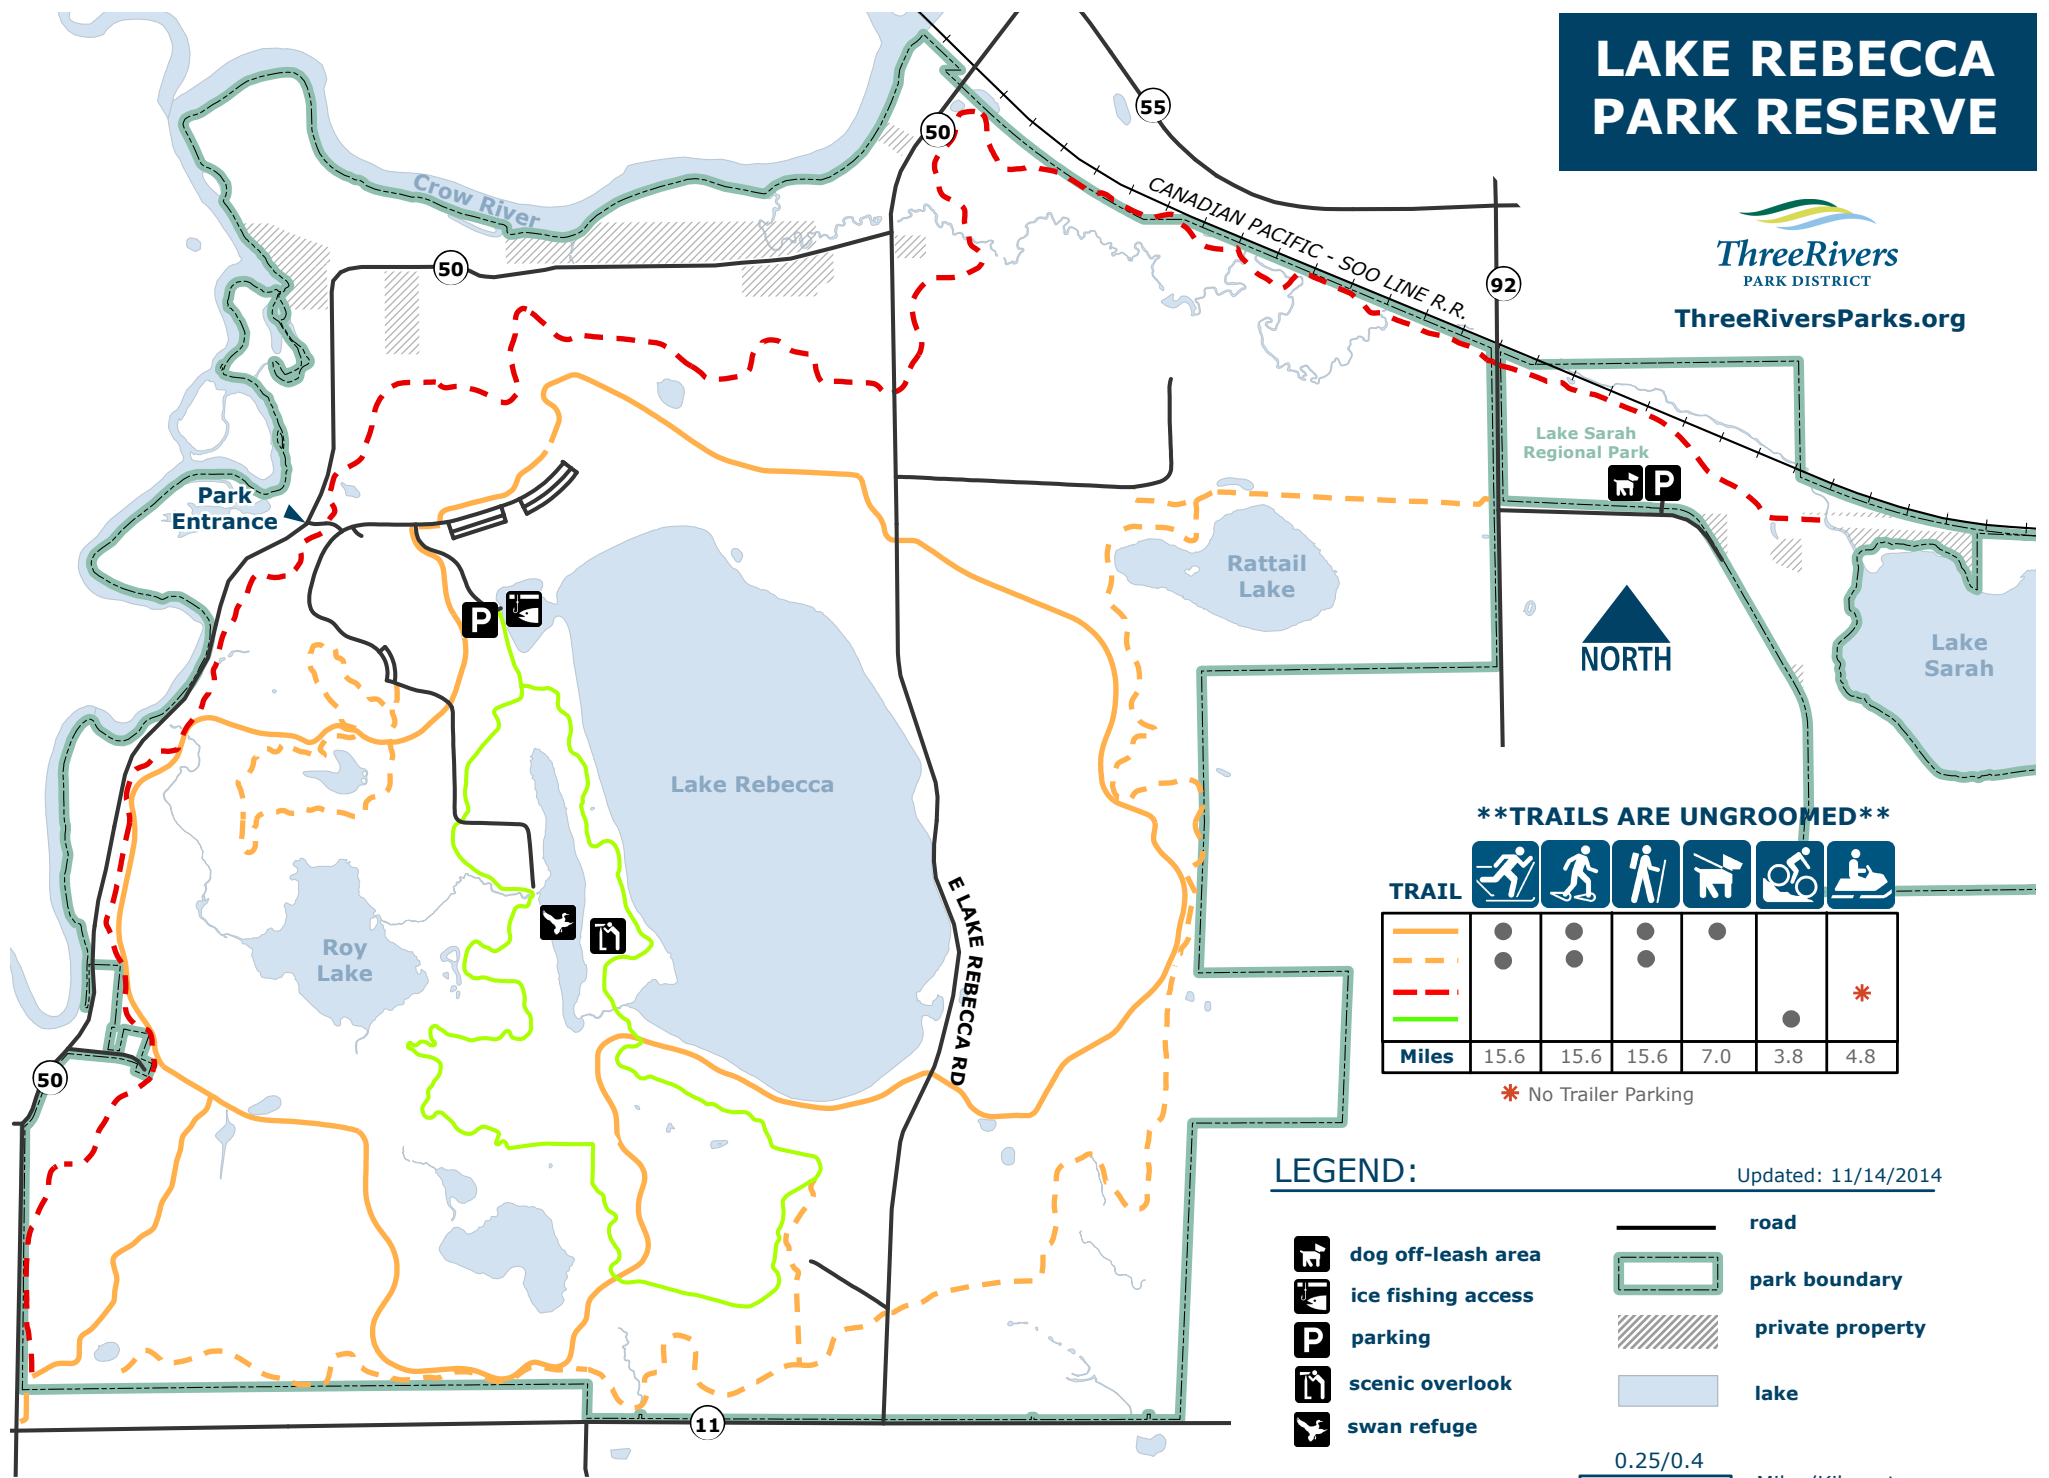 LAKE REBECCA
PARK RESERVE
ThreeRivers
PARK DISTRICT
ThreeRiversParks.org
55
50
Crow River
CANADIAN PACIFIC - SOO LINE R.R.
50
92
Lake Sarah
Regional Park
P
Park
Entrance
Rattail
Lake
P
NORTH
Lake
Sarah
Lake Rebecca
**TRAILS ARE UNGROOMED**
TRAIL
E LAKE REBECCA RD
Roy
Lake
Miles 15.6 15.6 15.6 7.0 3.8 4.8
50
No Trailer Parking
LEGEND:
Updated: 11/14/2014
road
dog off-leash area
park boundary
ice fishing access
private property
P parking
scenic overlook
lake
swan refuge
11
0.25/0.4